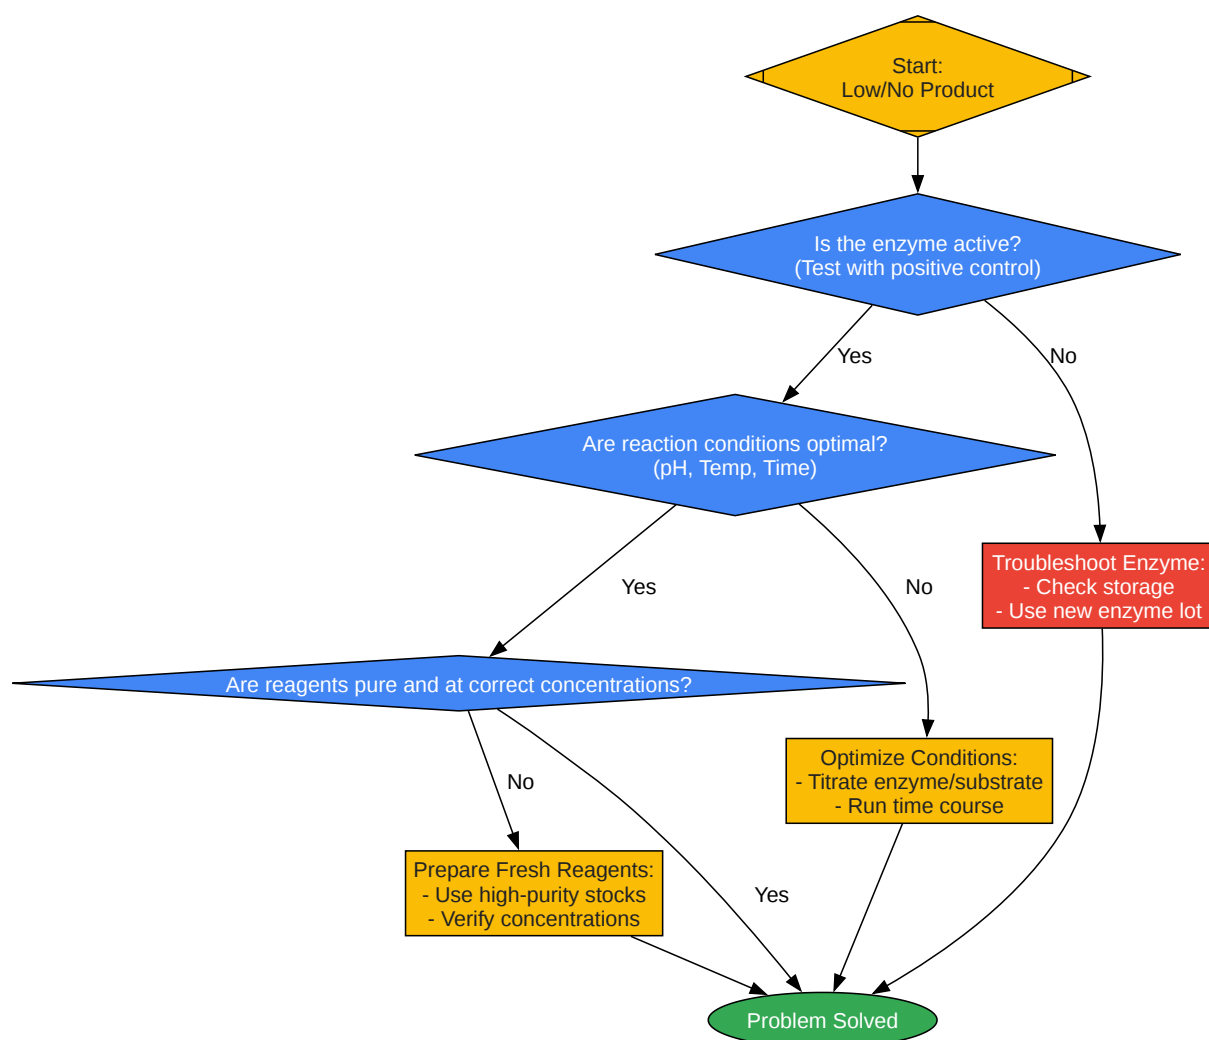 Start:
Low/No Product
Is the enzyme active?
(Test with positive control)
Yes
No
Are reaction conditions optimal?
(pH, Temp, Time)
Yes
No
Troubleshoot Enzyme:
- Check storage
- Use new enzyme lot
Are reagents pure and at correct concentrations?
No
Yes
Optimize Conditions:
- Titrate enzyme/substrate
- Run time course
Prepare Fresh Reagents:
- Use high-purity stocks
- Verify concentrations
Problem Solved